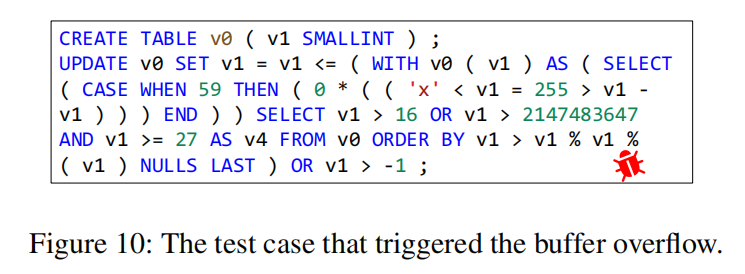 CREATE TABLE v0 ( v1 SMALLINT ) ;
UPDATE v0 SET v1 = v1 <= ( WITH v0 ( v1 ) AS ( SELECT
( CASE WHEN 59 THEN ( 0 * ( ( 'x' < v1 = 255 > v1 -
v1 ) ) ) END ) ) SELECT v1 > 16 OR v1 > 2147483647
AND v1 >= 27 AS v4 FROM v0 ORDER BY v1 > v1 % v1 %
( v1 ) NULLS LAST ) OR v1 > -1 ;
Figure 10: The test case that triggered the buffer overflow.